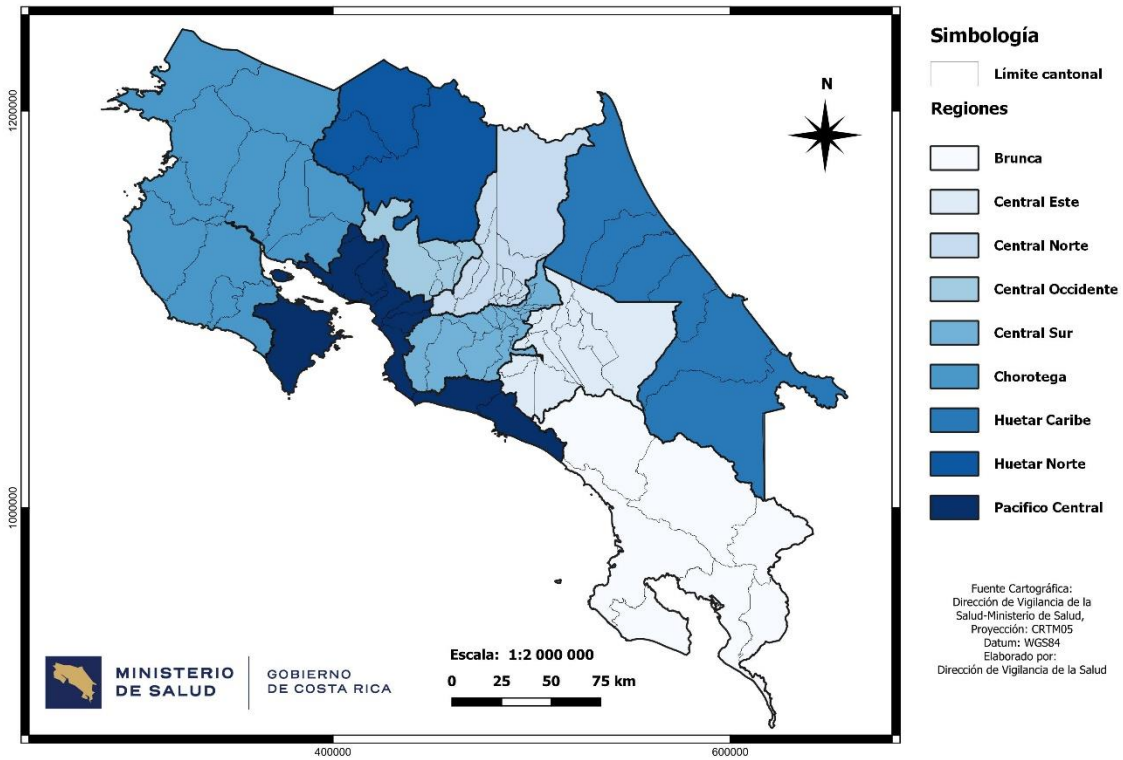 Simbología
Límite cantonal
Regiones
Brunca
Central Este
Central Norte
Central Occidente
Central Sur
Chorotega
Huetar Caribe
Huetar Norte
Pacifico Central
N
1200000
1000000
400000
600000
Escala: 1:2 000 000
0 25 50 75 km
MINISTERIO
DE SALUD
GOBIERNO
DE COSTA RICA
Fuente Cartográfica:
Dirección de Vigilancia de la
Salud-Ministerio de Salud,
Proyección: CRTM05
Datum: WGS84
Elaborado por:
Dirección de Vigilancia de la Salud